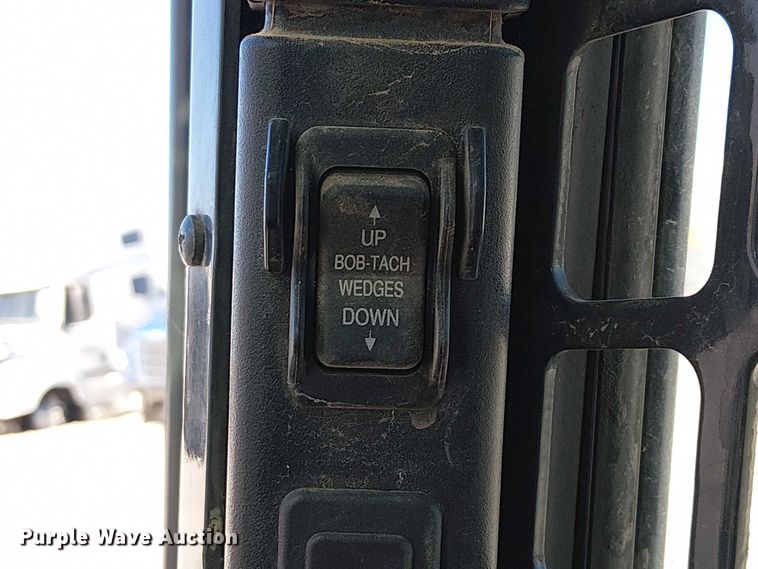 UP
BOB-TACH
WEDGES
DOWN
Purple Wave Auction